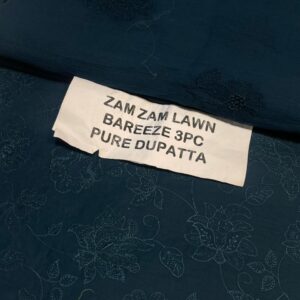 ZAM ZAM LAWN
BAREEZE 3PC
PURE DUPATTA